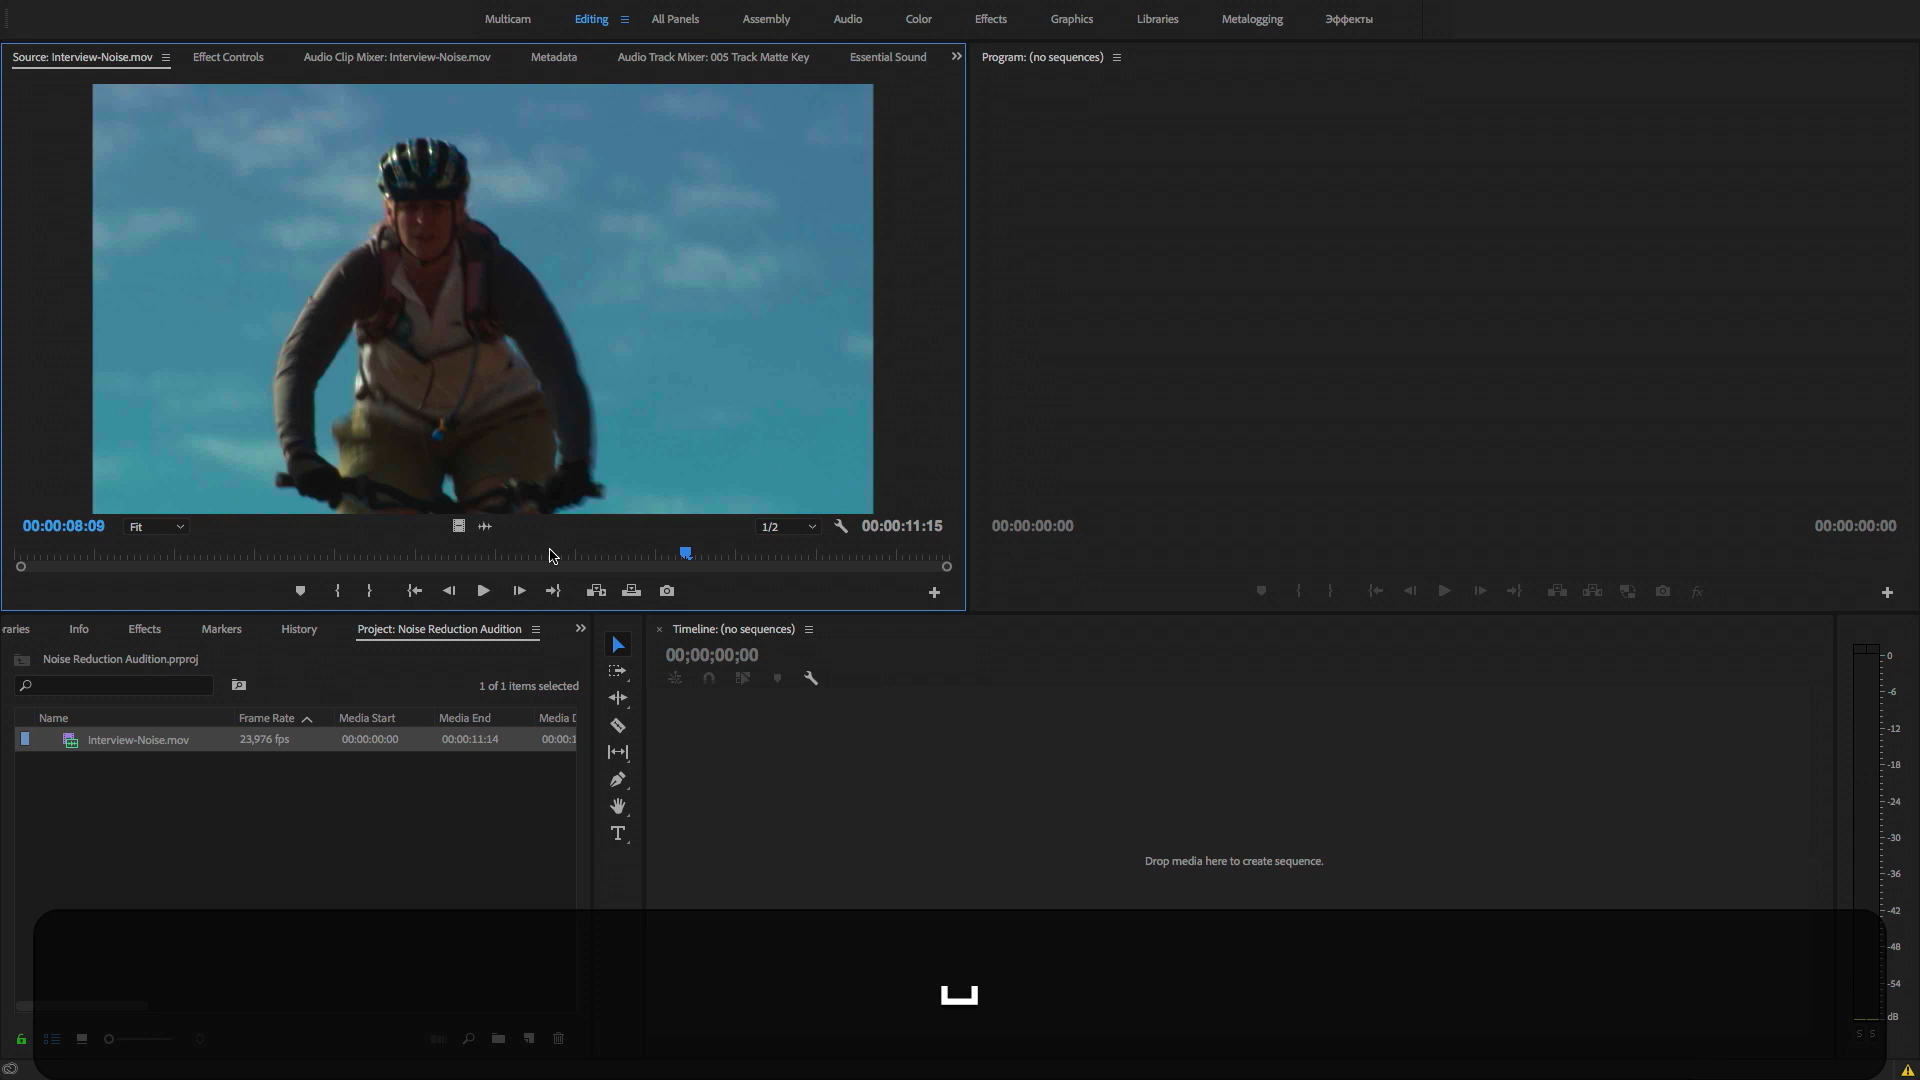 Multicam Editing All Panels Assembly Audio Color Effects Graphics Libraries Metalogging Эффекты
Source: Interview-Noise.mov Effect Controls Audio Clip Mixer: Interview-Noise.mov Metadata Audio Track Mixer: 005 Track Matte Key Essential Sound
Program: (no sequences)
00:00:08:09 Fit 1/2 00:00:11:15
00:00:00:00 00:00:00:00
raries Info Effects Markers History Project: Noise Reduction Audition
Noise Reduction Audition.prproj
1 of 1 items selected
Name Frame Rate Media Start Media End Media D
Interview-Noise.mov 23,976 fps 00:00:00:00 00:00:11:14 00:00:1
T
× Timeline: (no sequences)
00;00;00;00
Drop media here to create sequence.
0
-6
-12
-18
-24
-30
-36
-42
-48
-54
dB
S S